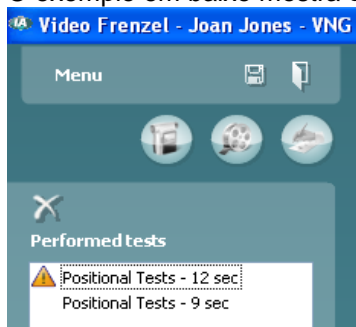 Video Frenzel - Joan Jones - VNG
Menu
Performed tests
Positional Tests - 12 sec
Positional Tests - 9 sec